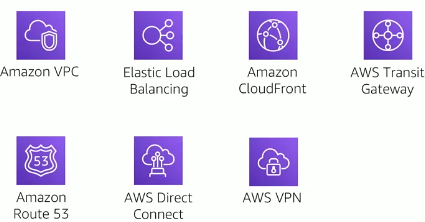 Amazon VPC
Elastic Load
Balancing
Amazon
CloudFront
AWS Transit
Gateway
53
Amazon
Route 53
AWS Direct
Connect
AWS VPN